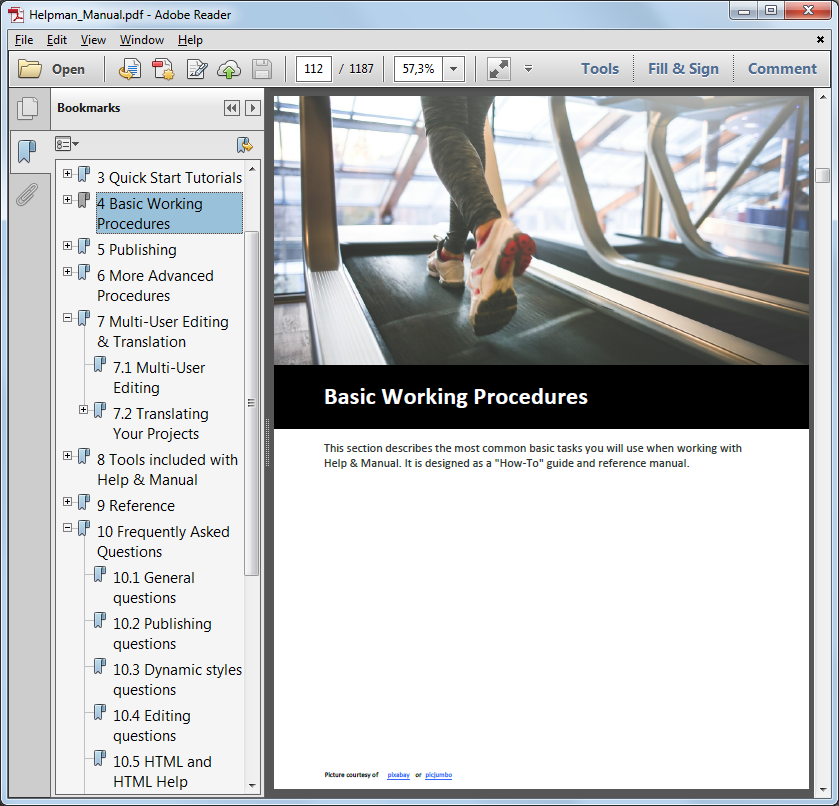 Helpman_Manual.pdf - Adobe Reader
File Edit View Window Help
Open 112 / 1187 57,3% Tools Fill & Sign Comment
Bookmarks
3 Quick Start Tutorials
4 Basic Working
Procedures
5 Publishing
6 More Advanced
Procedures
7 Multi-User Editing
& Translation
7.1 Multi-User
Editing
7.2 Translating
Your Projects
8 Tools included with
Help & Manual
9 Reference
10 Frequently Asked
Questions
10.1 General
questions
10.2 Publishing
questions
10.3 Dynamic styles
questions
10.4 Editing
questions
10.5 HTML and
HTML Help
Basic Working Procedures
This section describes the most common basic tasks you will use when working with
Help & Manual. It is designed as a "How-To" guide and reference manual.
Picture courtesy of pixabay or picjumbo